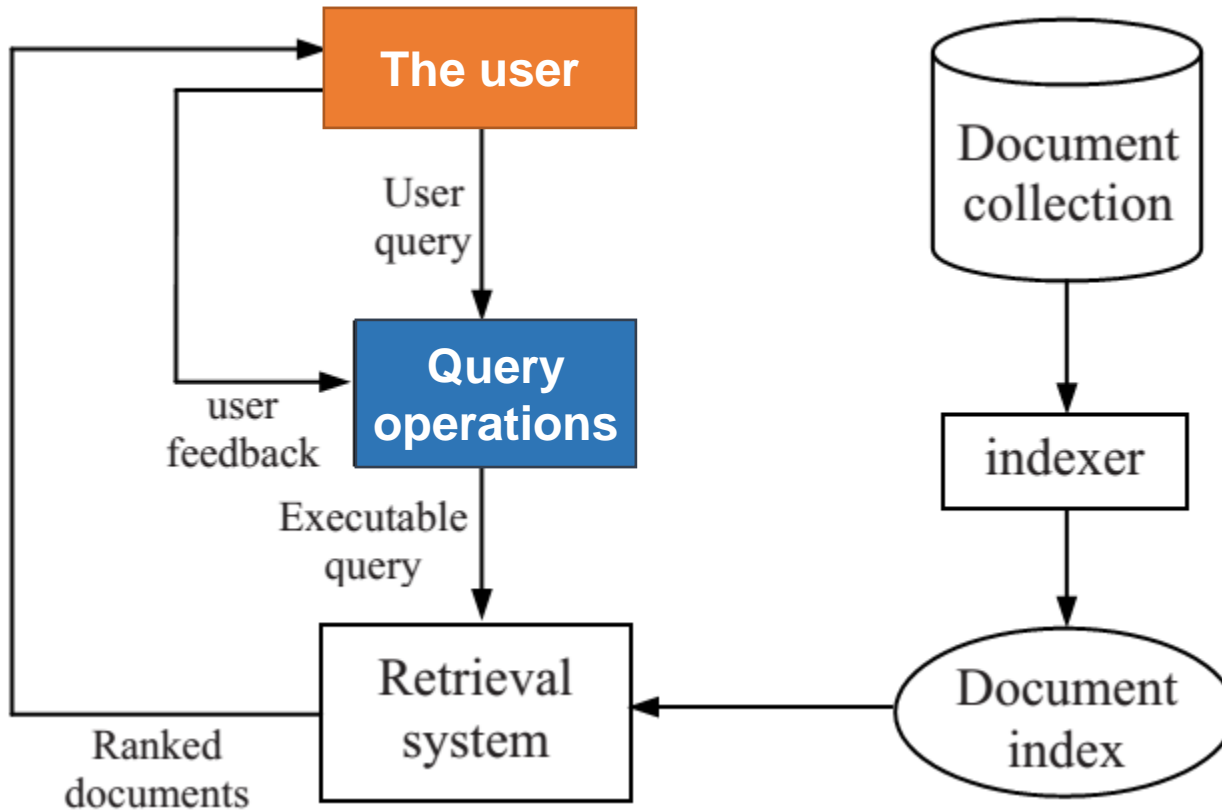 The user
User
query
Query
operations
user
feedback
Executable
query
Retrieval
system
Ranked
documents
Document
collection
indexer
Document
index